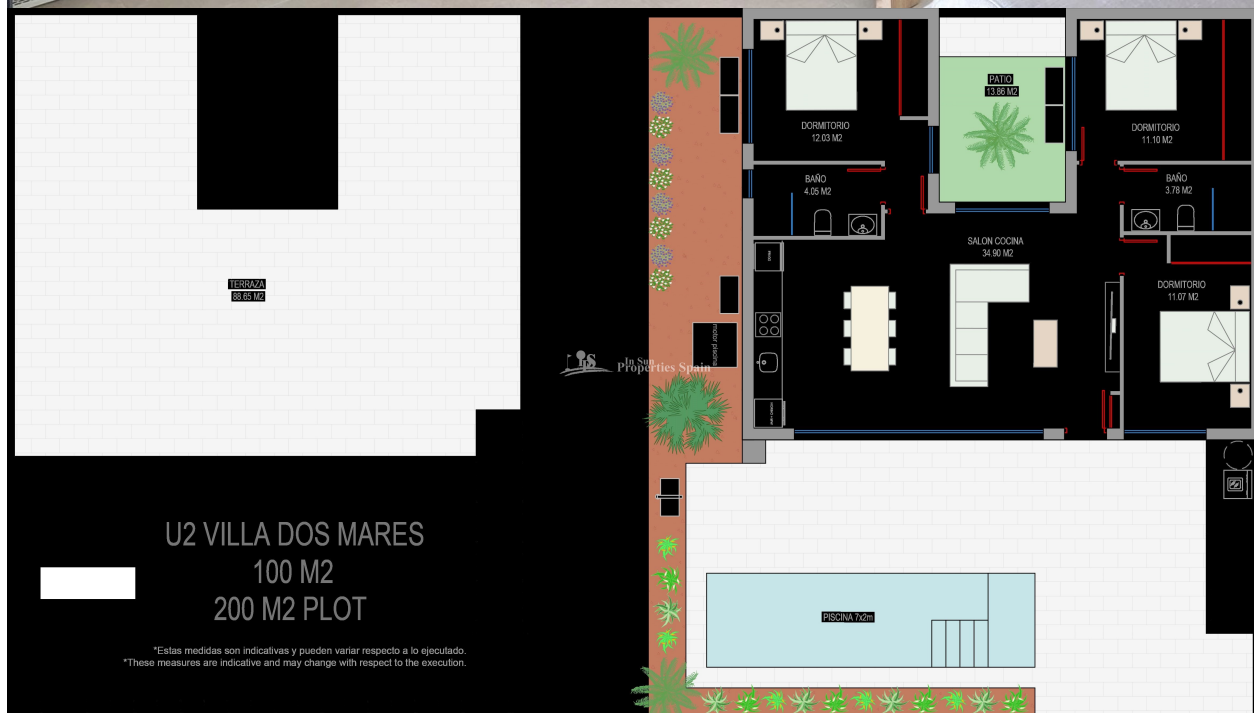 PATIO
13.86 M2
DORMITORIO
12.03 M2
DORMITORIO
11.10 M2
BAÑO
4.05 M2
BAÑO
3.78 M2
SALON COCINA
34.90 M2
TERRAZA
88.65 M2
DORMITORIO
11.07 M2
motor piscina
In Sun
Properties Spain
U2 VILLA DOS MARES
100 M2
200 M2 PLOT
PISCINA 7x2m
*Estas medidas son indicativas y pueden variar respecto a lo ejecutado.
*These measures are indicative and may change with respect to the execution.